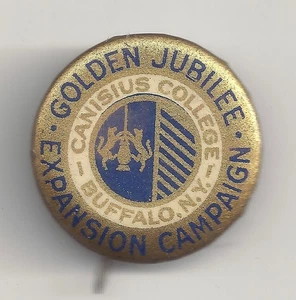 · GOLDEN JUBILEE ·
EXPANSION CAMPAIGN
CANISIUS COLLEGE
– BUFFALO, N.Y. –